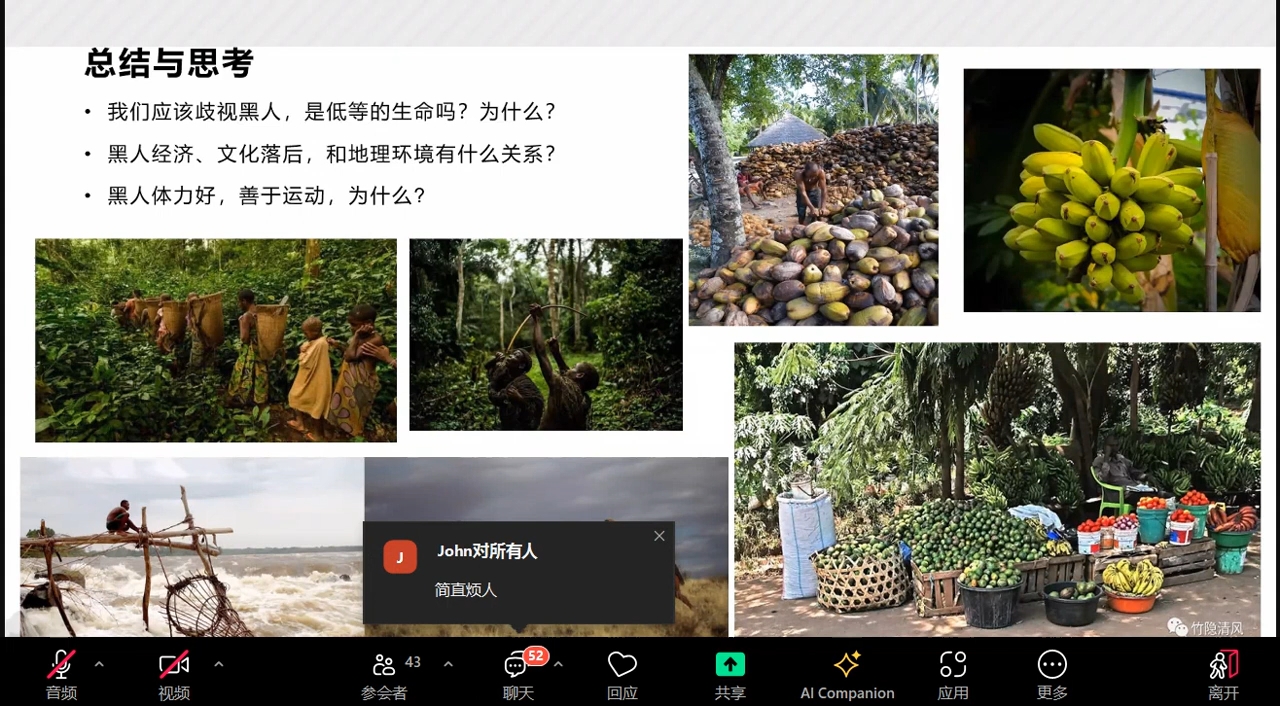 总结与思考
• 我们应该歧视黑人，是低等的生命吗？为什么？
• 黑人经济、文化落后，和地理环境有什么关系？
• 黑人体力好，善于运动，为什么？
J
John对所有人
简直烦人
竹隐清风
音频
视频
43
参会者
52
聊天
回应
共享
AI Companion
应用
更多
离开